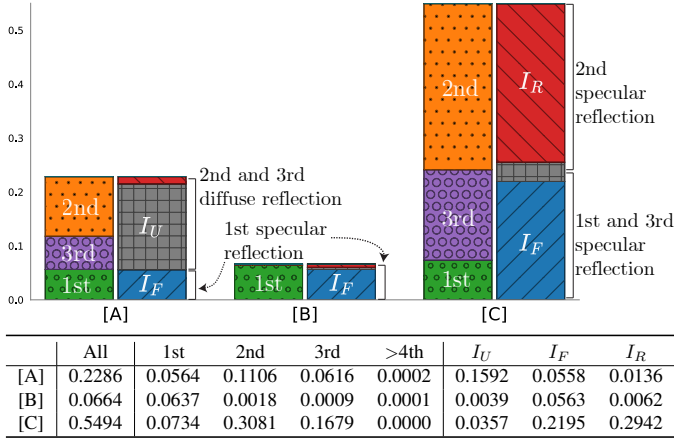 0.5
0.4
0.3
0.2
0.1
0.0
2nd
3rd
1st
I_U
I_F
2nd and 3rd
diffuse reflection
1st specular
reflection
1st
I_F
2nd
3rd
1st
I_R
I_F
2nd
specular
reflection
1st and 3rd
specular
reflection
[A] [B] [C]
All 1st 2nd 3rd >4th I_U I_F I_R
[A] 0.2286 0.0564 0.1106 0.0616 0.0002 0.1592 0.0558 0.0136
[B] 0.0664 0.0637 0.0018 0.0009 0.0001 0.0039 0.0563 0.0062
[C] 0.5494 0.0734 0.3081 0.1679 0.0000 0.0357 0.2195 0.2942